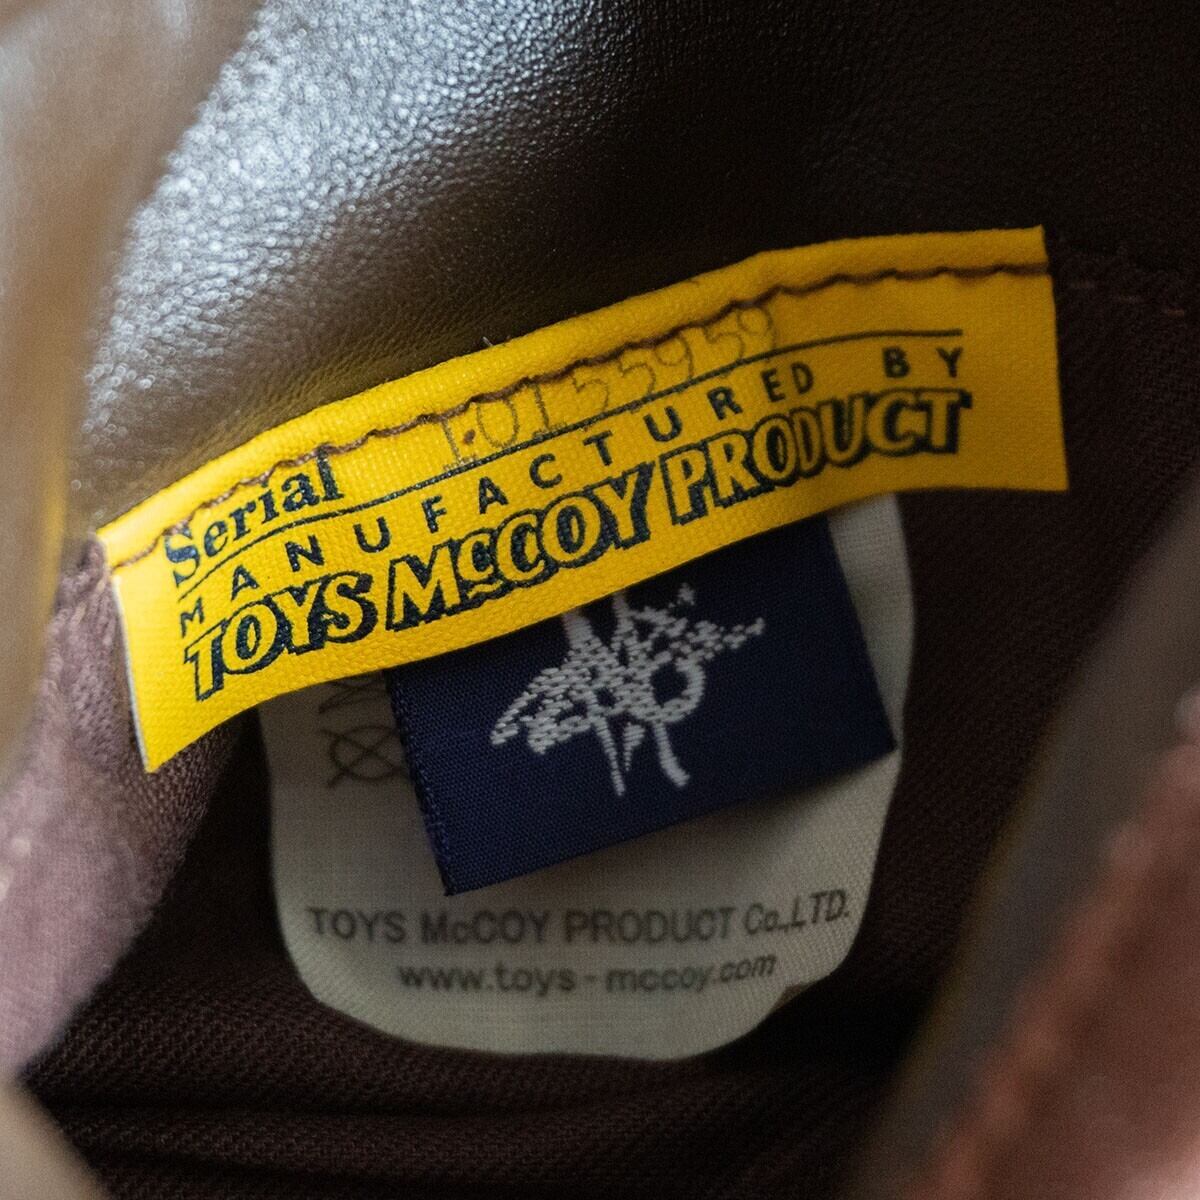 Serial
MANUFACTURED BY
TOYS McCOY PRODUCT
TOYS McCOY PRODUCT Co.,LTD.
www.toys-mccoy.com